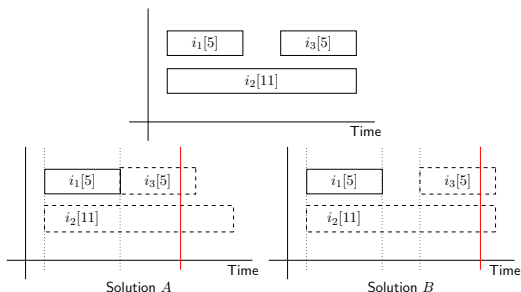 i₁[5] i₃[5]
i₂[11]
Time
i₁[5] i₃[5]
i₂[11]
Time
Solution A
i₁[5] i₃[5]
i₂[11]
Time
Solution B